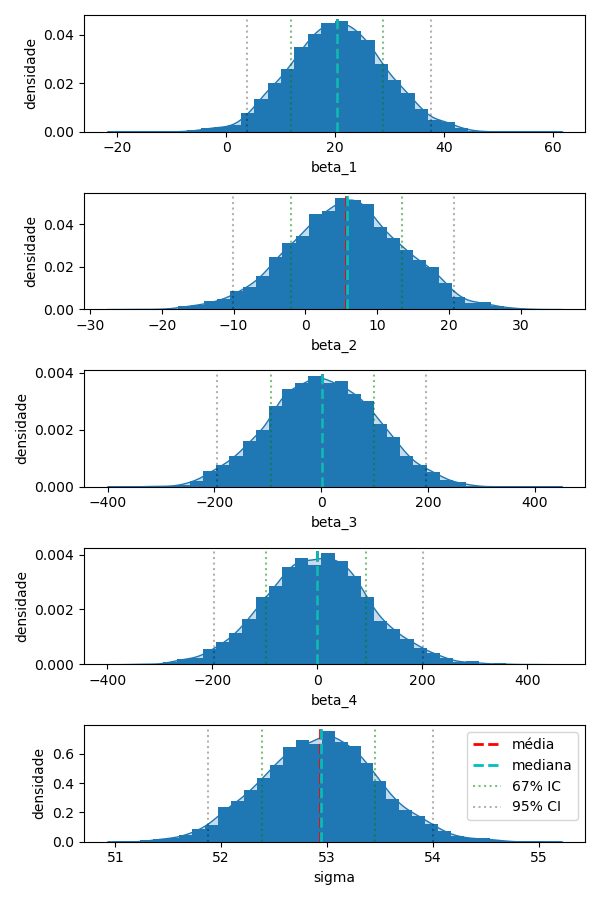 densidade
0.04
0.02
0.00
−20 0 20 40 60
beta_1
densidade
0.04
0.02
0.00
−30 −20 −10 0 10 20 30
beta_2
densidade
0.004
0.002
0.000
−400 −200 0 200 400
beta_3
densidade
0.004
0.002
0.000
−400 −200 0 200 400
beta_4
densidade
0.6
0.4
0.2
0.0
51 52 53 54 55
sigma
média
mediana
67% IC
95% CI